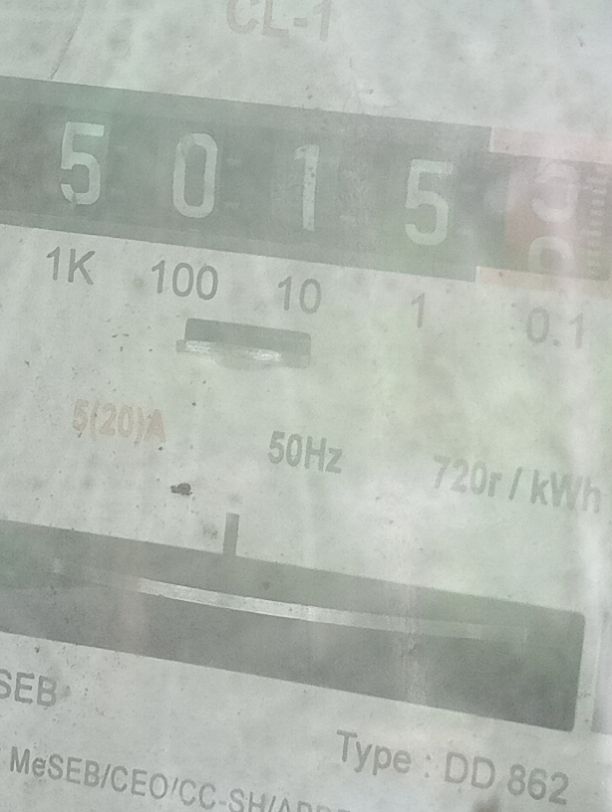 CL-1
5 0 1 5
1K 100 10 1 0.1
5(20)A 50Hz 720r / kWh
SEB
Type : DD 862
MeSEB/CEO/CC-SH/